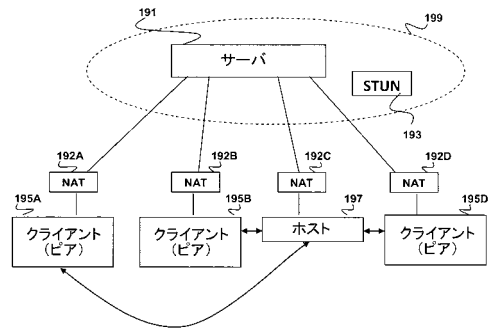 191
199
サーバ
STUN
193
192A
192B
192C
192D
NAT
NAT
NAT
NAT
195A
195B
197
195D
クライアント
(ピア)
クライアント
(ピア)
ホスト
クライアント
(ピア)